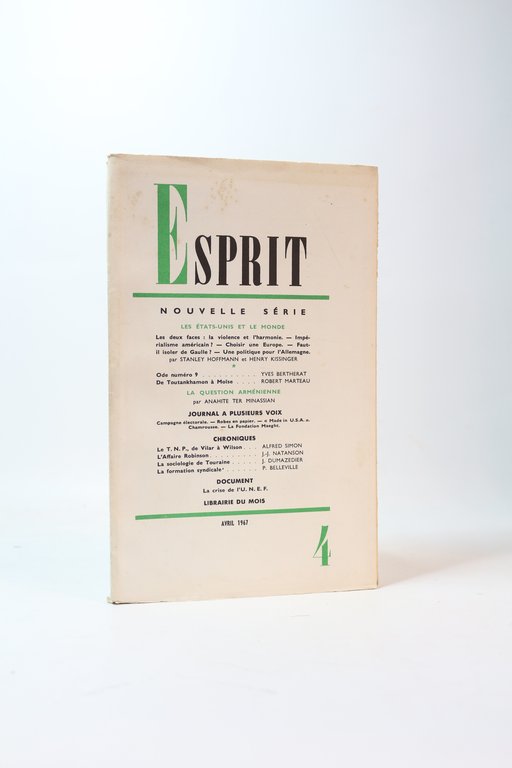 ESPRIT
NOUVELLE SÉRIE
LES ÉTATS-UNIS ET LE MONDE
Les deux faces : la violence et l'harmonie. — Impé-
rialisme américain ? — Choisir une Europe. — Faut-
il isoler de Gaulle ? — Une politique pour l'Allemagne.
par STANLEY HOFFMANN et HENRY KISSINGER
*
Ode numéro 9 . . . . . . . . . . . YVES BERTHERAT
De Toutankhamon à Moïse . . . . ROBERT MARTEAU
LA QUESTION ARMÉNIENNE
par ANAHITE TER MINASSIAN
JOURNAL A PLUSIEURS VOIX
Campagne électorale. — Robes en papier. — « Made in U.S.A. ».
Chamrousse. — La Fondation Maeght.
CHRONIQUES
Le T. N. P., de Vilar à Wilson . . . ALFRED SIMON
L'Affaire Robinson . . . . . . . . . J.-J. NATANSON
La sociologie de Touraine . . . . . . J. DUMAZEDIER
La formation syndicale . . . . . . . P. BELLEVILLE
DOCUMENT
La crise de l'U. N. E. F.
LIBRAIRIE DU MOIS
AVRIL 1967
4